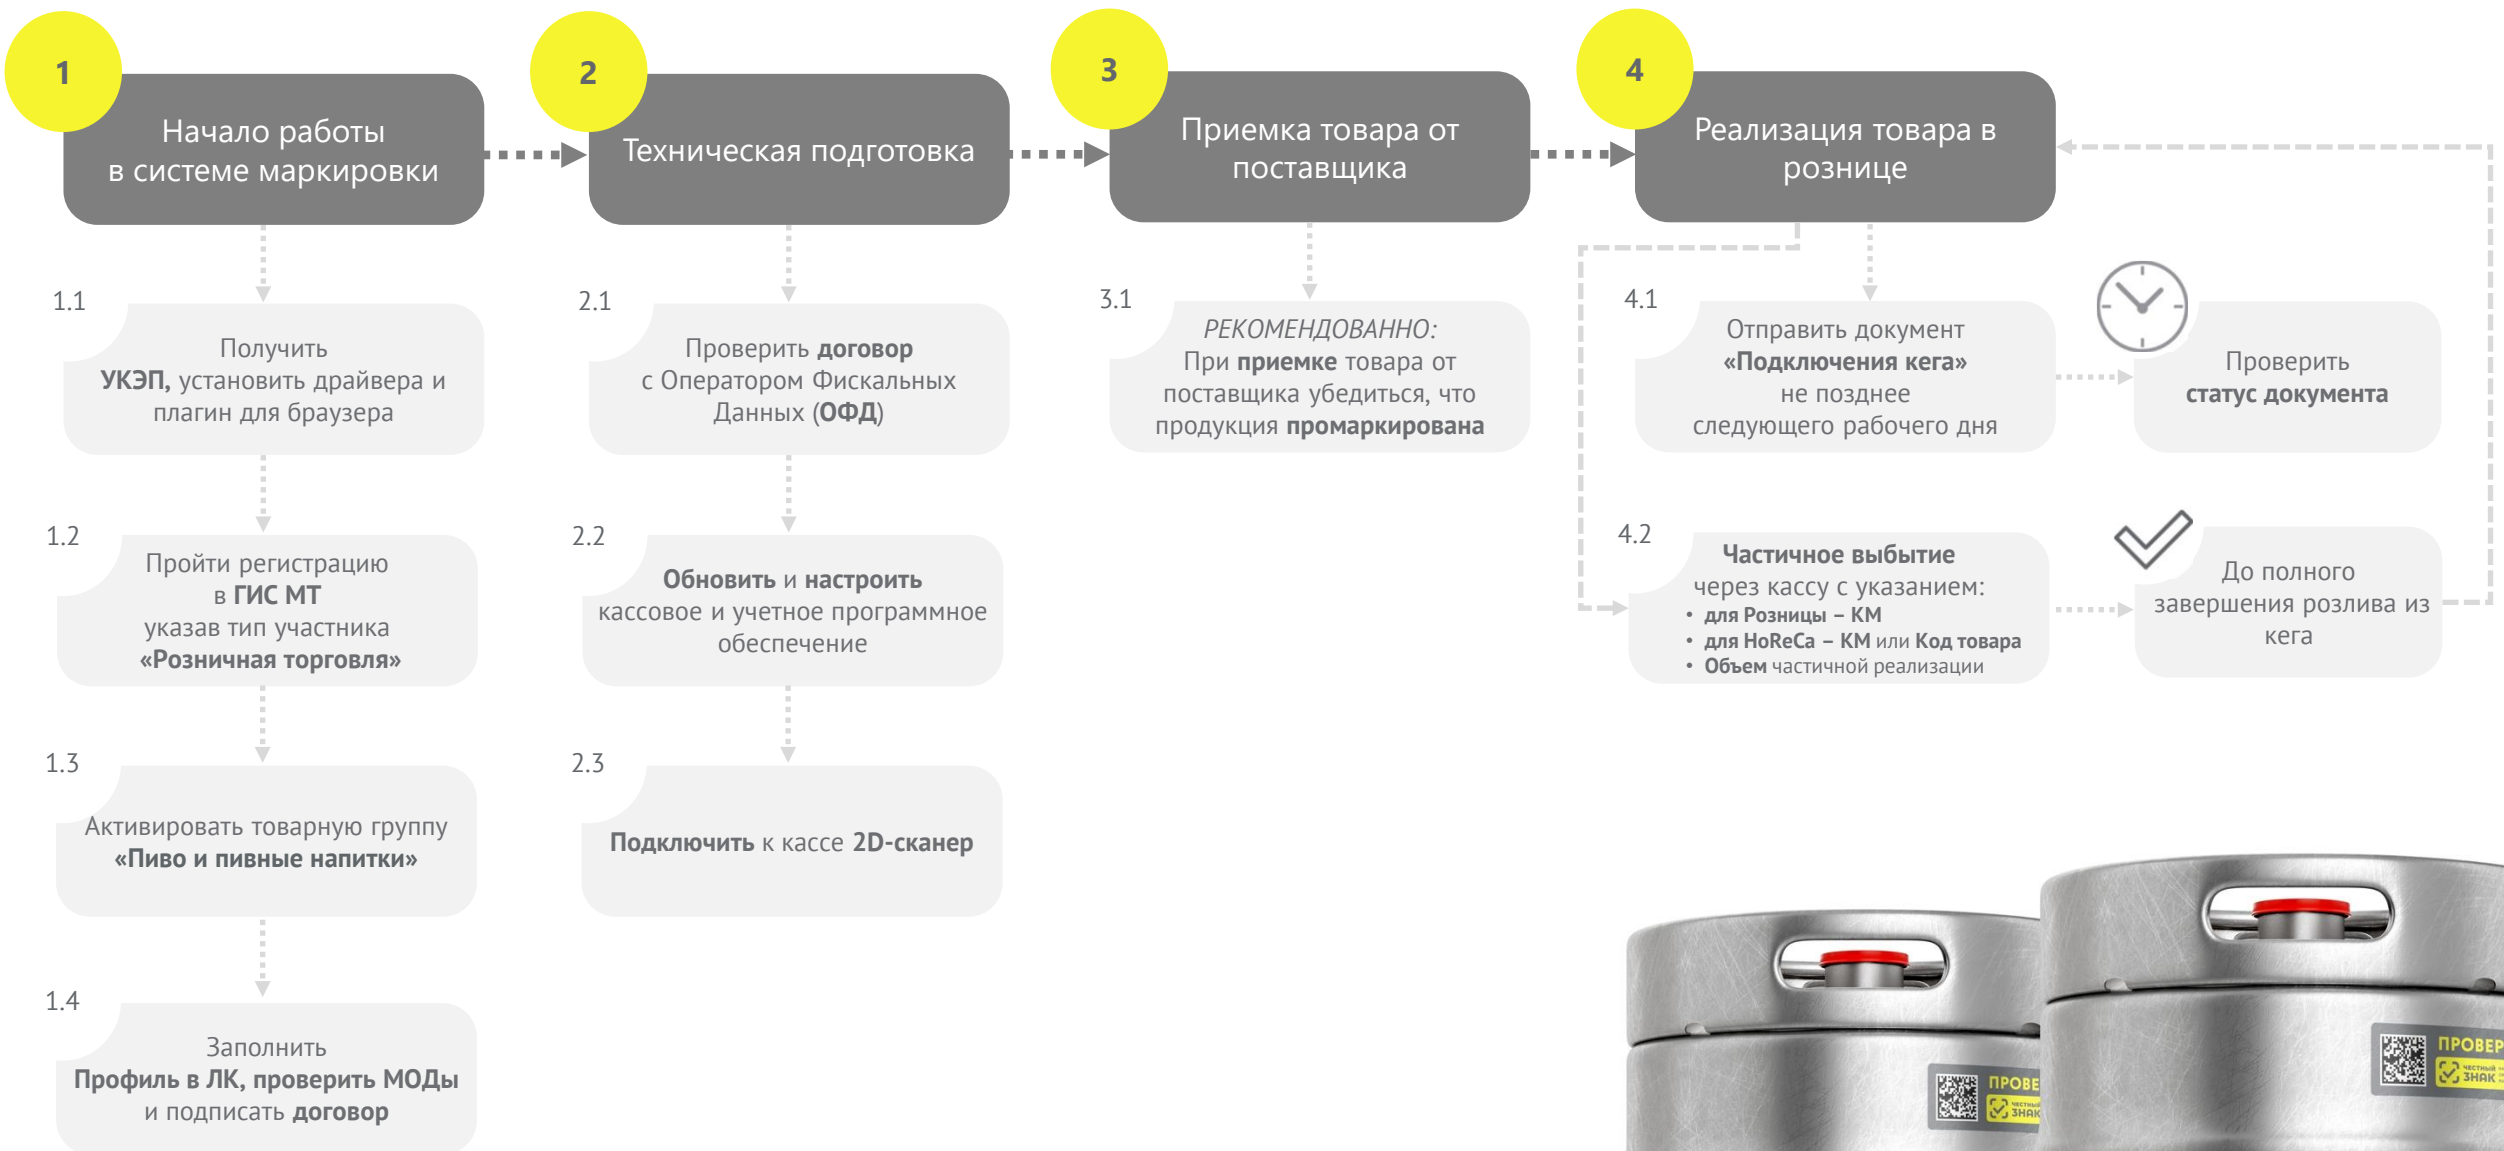 1
Начало работы
в системе маркировки
1.1
Получить
УКЭП, установить драйвера и
плагин для браузера
1.2
Пройти регистрацию
в ГИС МТ
указав тип участника
«Розничная торговля»
1.3
Активировать товарную группу
«Пиво и пивные напитки»
1.4
Заполнить
Профиль в ЛК, проверить МОДы
и подписать договор
2
Техническая подготовка
2.1
Проверить договор
с Оператором Фискальных
Данных (ОФД)
2.2
Обновить и настроить
кассовое и учетное программное
обеспечение
2.3
Подключить к кассе 2D-сканер
3
Приемка товара от
поставщика
3.1
РЕКОМЕНДОВАННО:
При приемке товара от
поставщика убедиться, что
продукция промаркирована
4
Реализация товара в
рознице
4.1
Отправить документ
«Подключения кега»
не позднее
следующего рабочего дня
Проверить
статус документа
4.2
Частичное выбытие
через кассу с указанием:
• для Розницы – КМ
• для HoReCa – КМ или Код товара
• Объем частичной реализации
До полного
завершения розлива из
кега
ПРОВЕ
ЧЕСТНЫЙ
ЗНАК
ПРОВЕР
ЧЕСТНЫЙ
ЗНАК